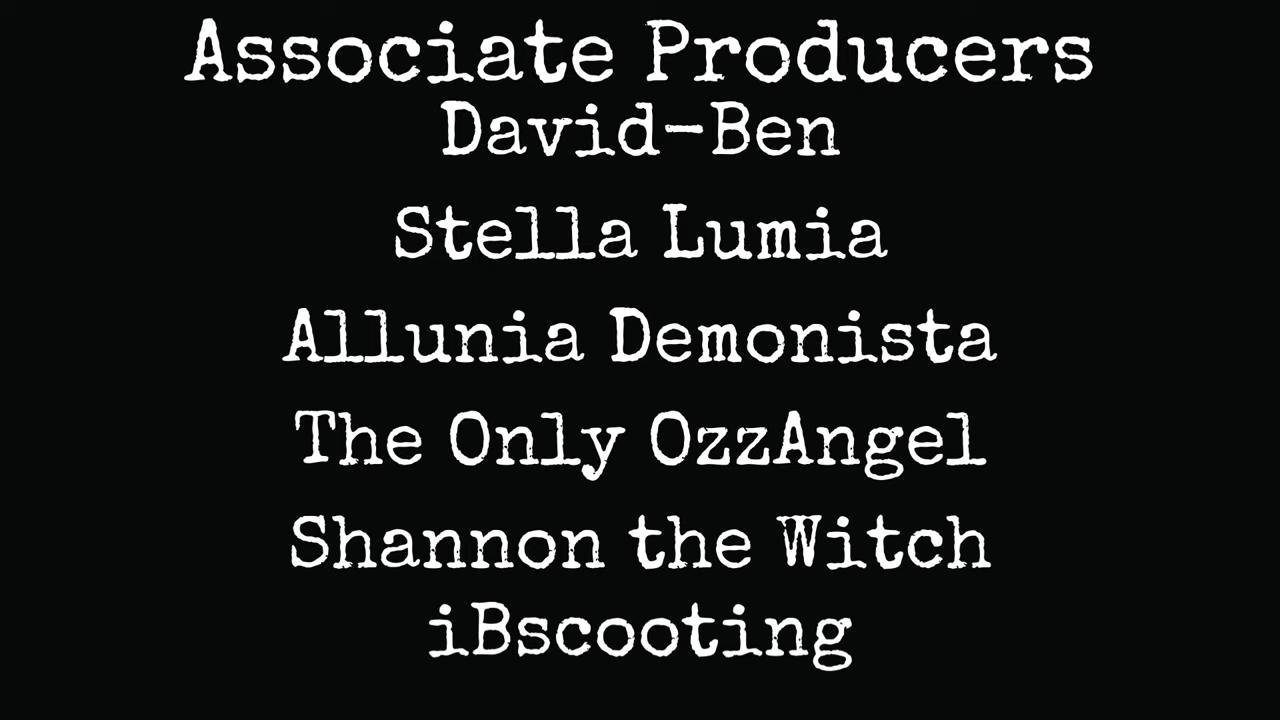 Associate Producers
David-Ben
Stella Lumia
Allunia Demonista
The Only OzzAngel
Shannon the Witch
iBscooting